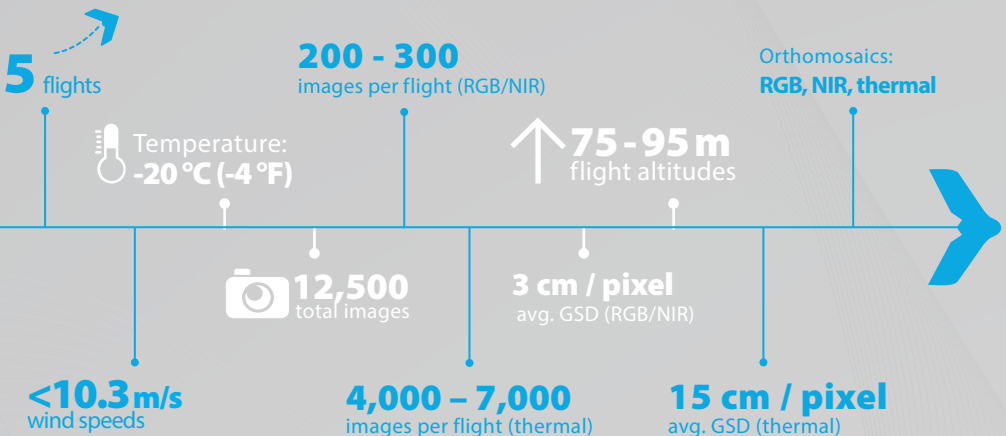 5 flights
<10.3 m/s
wind speeds
Temperature:
-20 °C (-4 °F)
12,500
total images
200 - 300
images per flight (RGB/NIR)
4,000 – 7,000
images per flight (thermal)
3 cm / pixel
avg. GSD (RGB/NIR)
75-95 m
flight altitudes
15 cm / pixel
avg. GSD (thermal)
Orthomosaics:
RGB, NIR, thermal